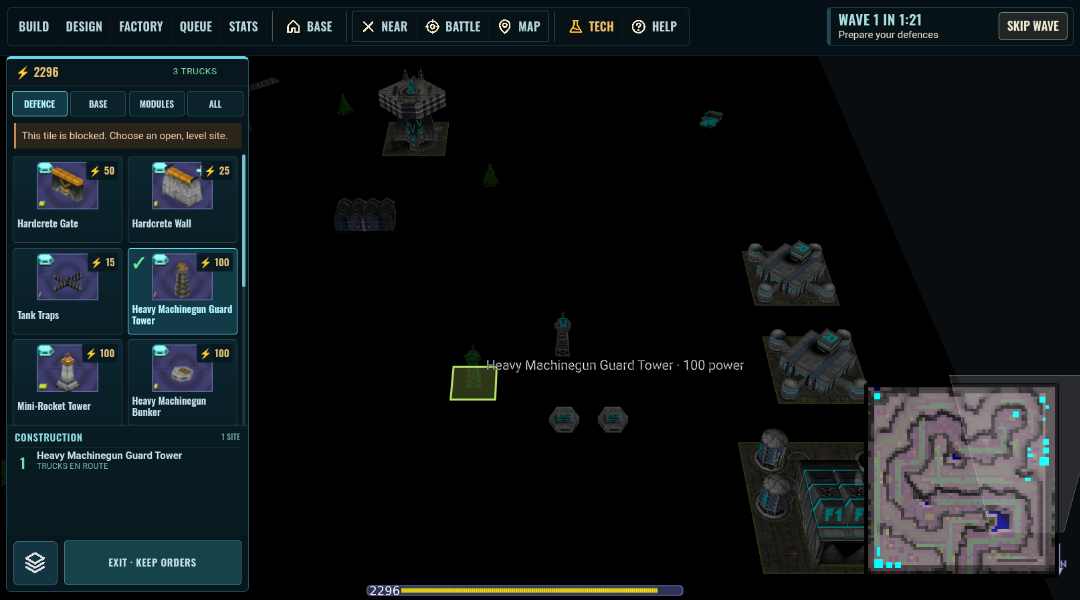 BUILD DESIGN FACTORY QUEUE STATS BASE NEAR BATTLE MAP TECH HELP
WAVE 1 IN 1:21
Prepare your defences
SKIP WAVE
2296
3 TRUCKS
DEFENCE BASE MODULES ALL
This tile is blocked. Choose an open, level site.
50
Hardcrete Gate
25
Hardcrete Wall
15
Tank Traps
100
Heavy Machinegun Guard
Tower
100
Mini-Rocket Tower
100
Heavy Machinegun
Bunker
CONSTRUCTION
1 SITE
1
Heavy Machinegun Guard Tower
TRUCKS EN ROUTE
EXIT · KEEP ORDERS
Heavy Machinegun Guard Tower · 100 power
F1
2296
N